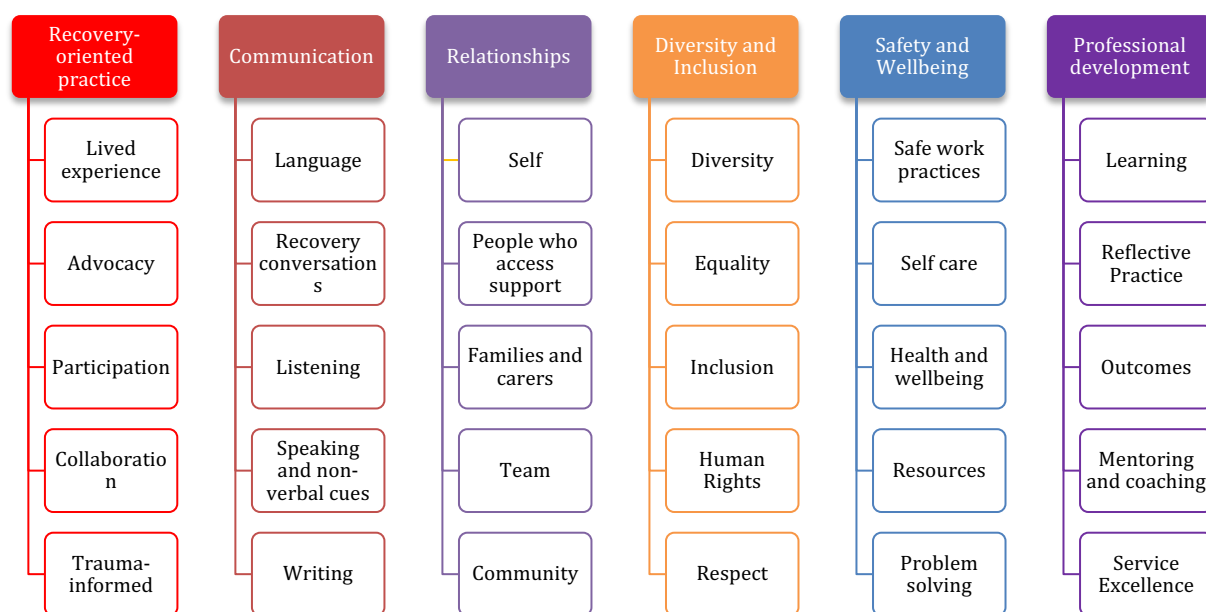 Recovery-
oriented
practice
Lived
experience
Advocacy
Participation
Collaboratio
n
Trauma-
informed
Communication
Language
Recovery
conversation
s
Listening
Speaking
and non-
verbal cues
Writing
Relationships
Self
People who
access
support
Families and
carers
Team
Community
Diversity and
Inclusion
Diversity
Equality
Inclusion
Human
Rights
Respect
Safety and
Wellbeing
Safe work
practices
Self care
Health and
wellbeing
Resources
Problem
solving
Professional
development
Learning
Reflective
Practice
Outcomes
Mentoring
and coaching
Service
Excellence